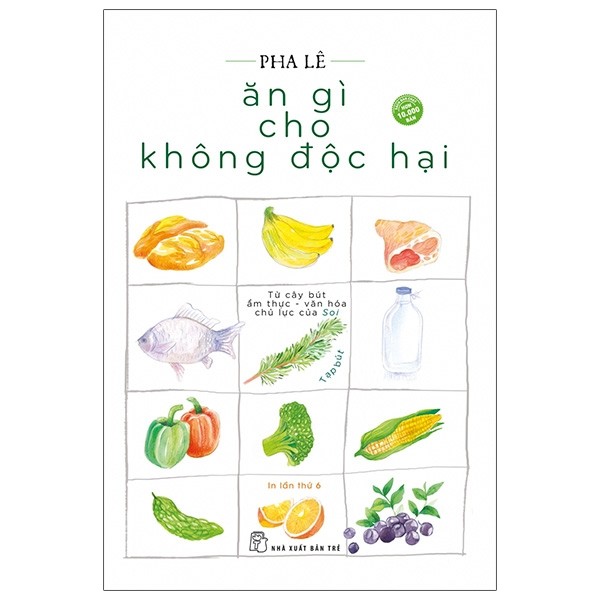 PHA LÊ
ăn gì
cho
không độc hại
HƠN
10.000
BẢN
Từ cây bút
ẩm thực - văn hóa
chủ lực của Soi
Tạp bút
In lần thứ 6
NHÀ XUẤT BẢN TRẺ